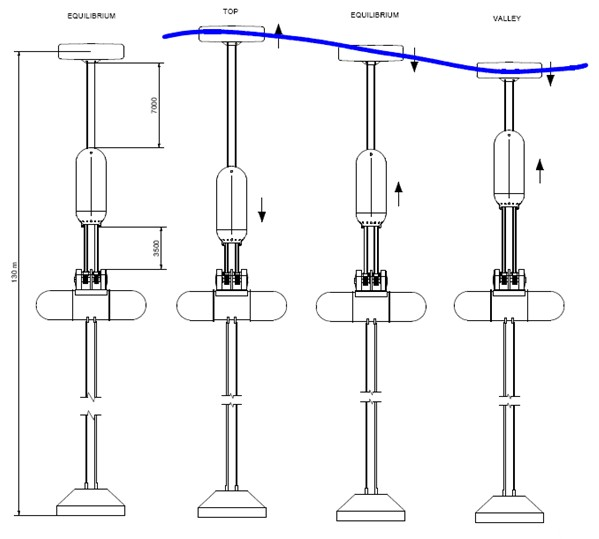 EQUILIBRIUM
TOP
EQUILIBRIUM
VALLEY
7000
3500
130 m